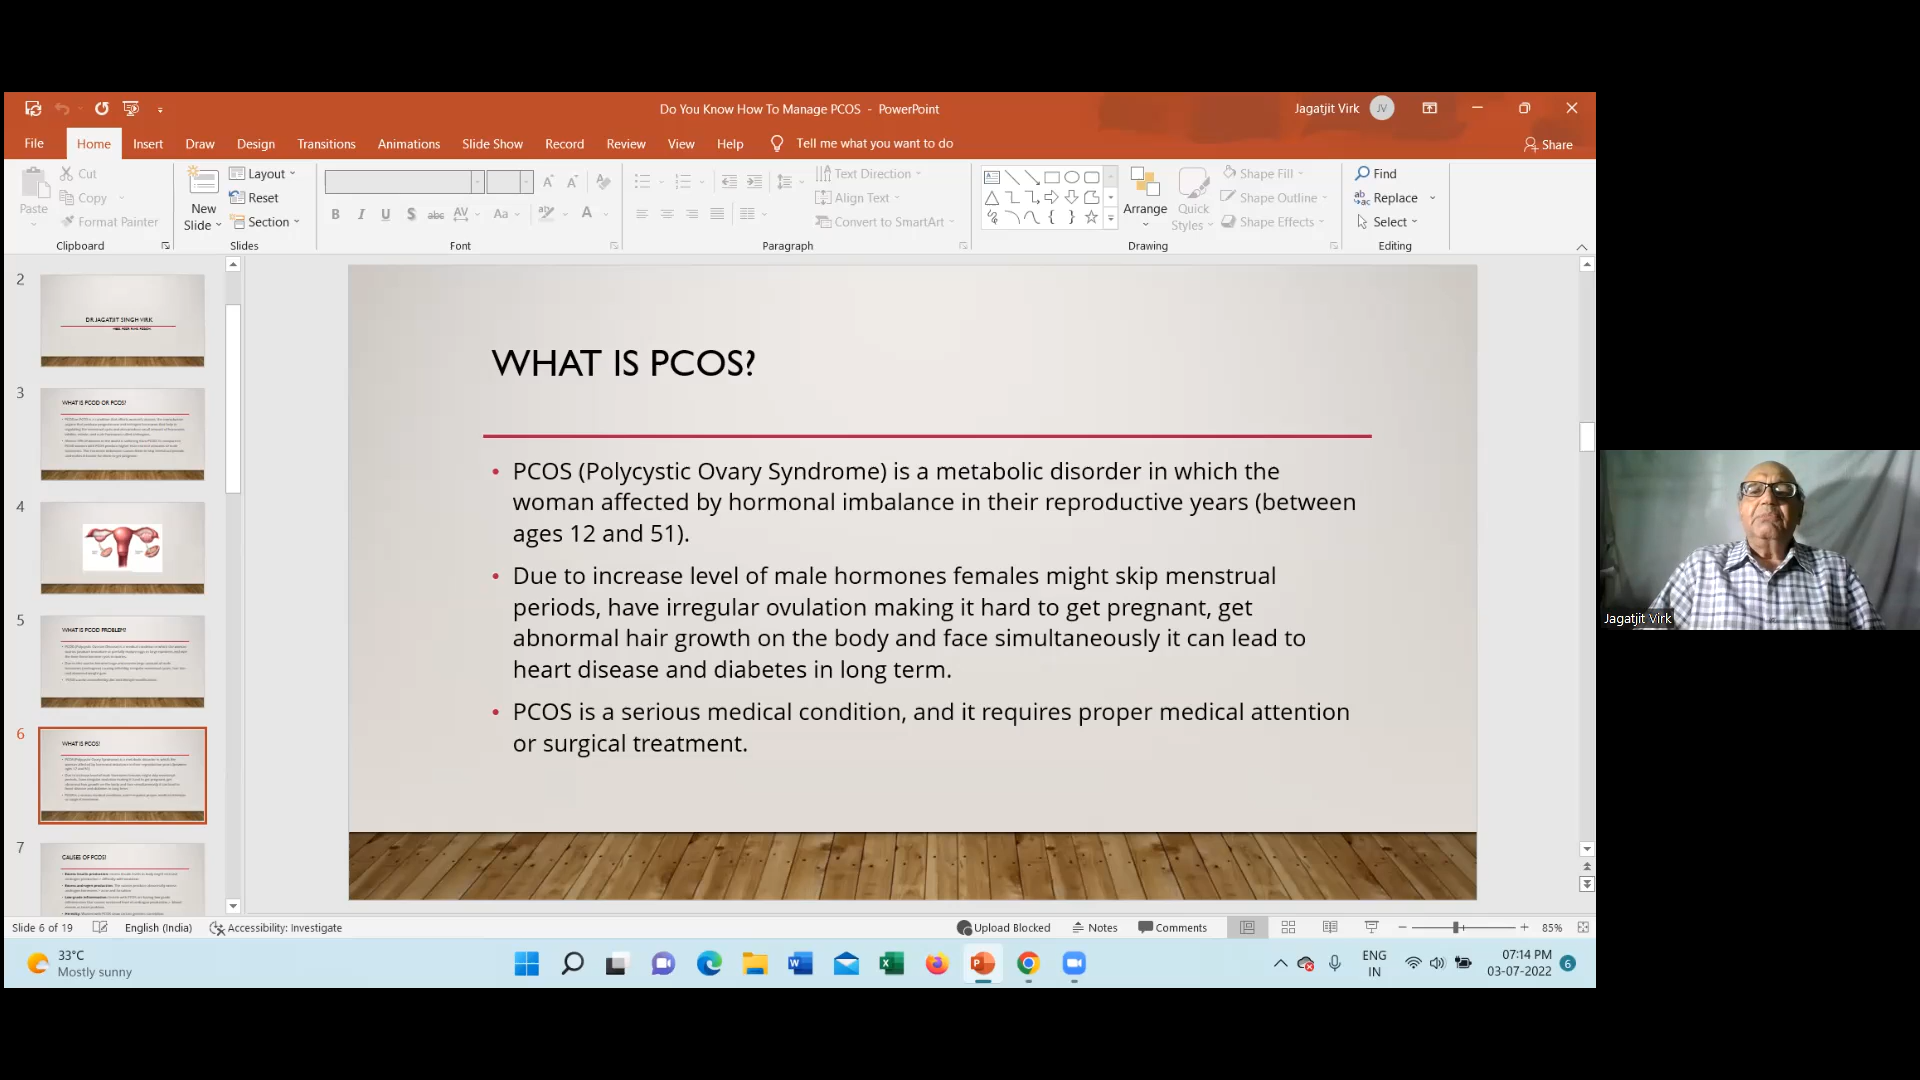 Do You Know How To Manage PCOS - PowerPoint
Jagatjit Virk JV
File Home Insert Draw Design Transitions Animations Slide Show Record Review View Help Tell me what you want to do Share
Paste
Cut
Copy
Format Painter
Clipboard
New
Slide
Layout
Reset
Section
Slides
Font
Text Direction
Align Text
Convert to SmartArt
Paragraph
Arrange
Quick
Styles
Shape Fill
Shape Outline
Shape Effects
Drawing
Find
Replace
Select
Editing
2
DR JAGATJIT SINGH VIRK
3
WHAT IS PCOD OR PCOS?
4
5
WHAT IS PCOD PROBLEM?
6
WHAT IS PCOS?
7
CAUSES OF PCOS?
WHAT IS PCOS?
• PCOS (Polycystic Ovary Syndrome) is a metabolic disorder in which the
woman affected by hormonal imbalance in their reproductive years (between
ages 12 and 51).
• Due to increase level of male hormones females might skip menstrual
periods, have irregular ovulation making it hard to get pregnant, get
abnormal hair growth on the body and face simultaneously it can lead to
heart disease and diabetes in long term.
• PCOS is a serious medical condition, and it requires proper medical attention
or surgical treatment.
Jagatjit Virk
Slide 6 of 19 English (India) Accessibility: Investigate Upload Blocked Notes Comments 85%
33°C
Mostly sunny
ENG
IN
07:14 PM
03-07-2022
6